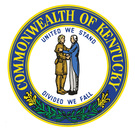 COMMONWEALTH OF KENTUCKY
UNITED WE STAND
DIVIDED WE FALL